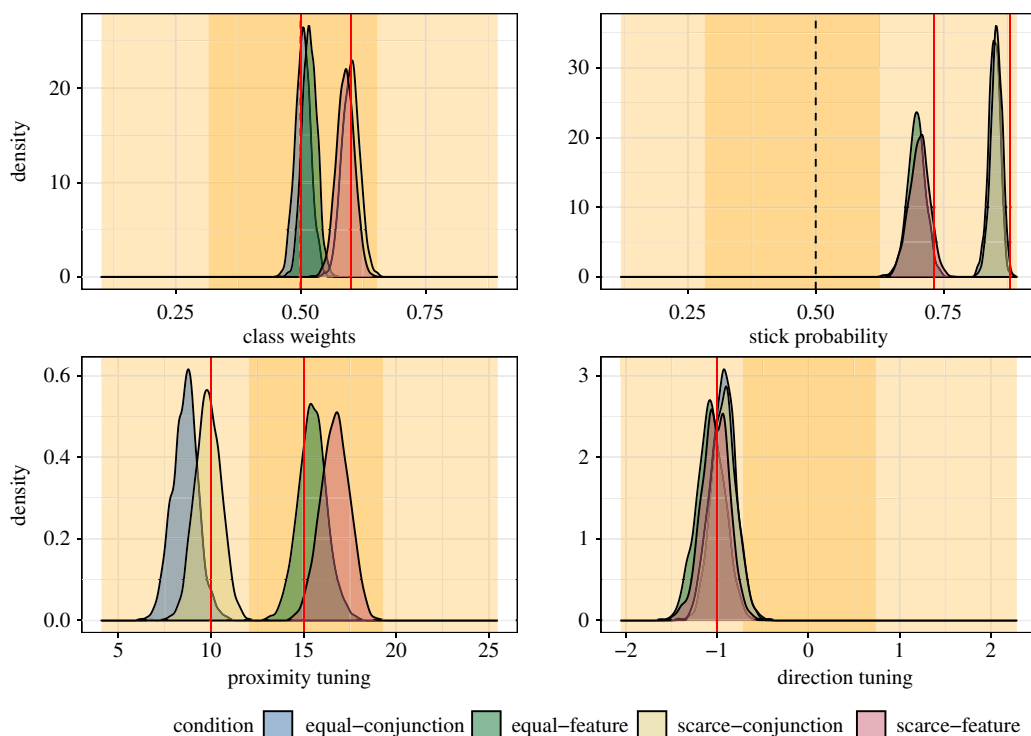 density
20
10
0
0.25 0.50 0.75
class weights
30
20
10
0
0.25 0.50 0.75
stick probability
density
0.6
0.4
0.2
0.0
5 10 15 20 25
proximity tuning
3
2
1
0
−2 −1 0 1 2
direction tuning
condition equal−conjunction equal−feature scarce−conjunction scarce−feature